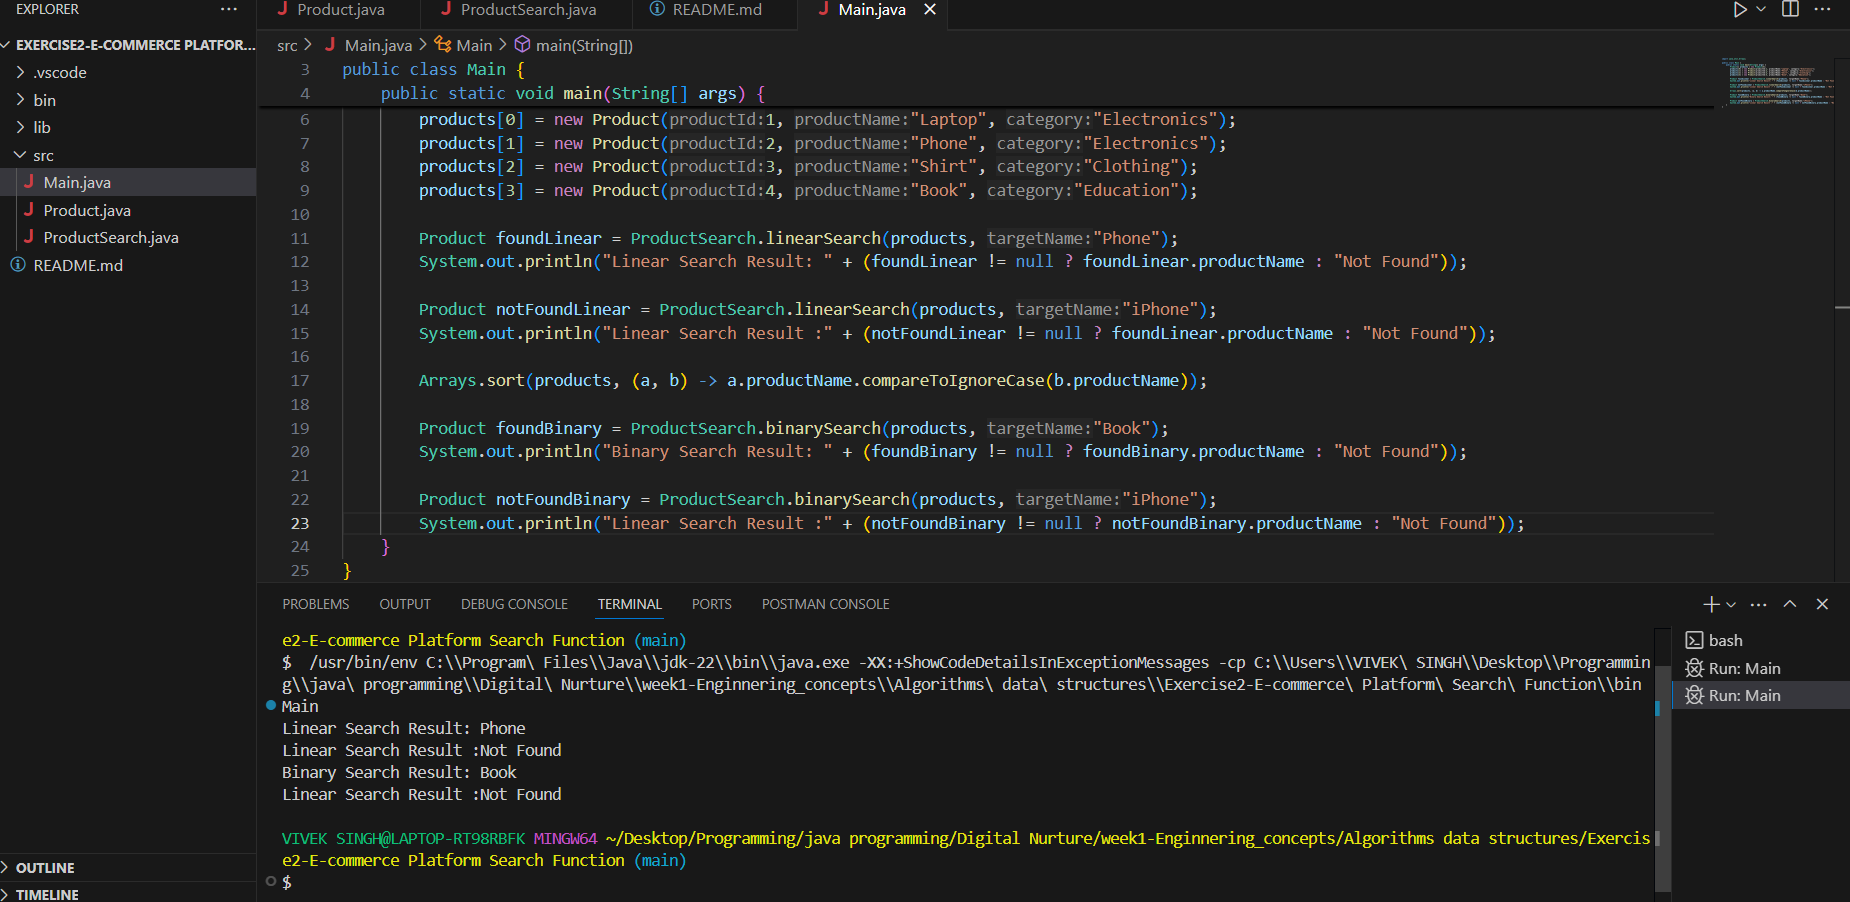 EXPLORER
Product.java
ProductSearch.java
README.md
Main.java
EXERCISE2-E-COMMERCE PLATFOR...
.vscode
bin
lib
src
Main.java
Product.java
ProductSearch.java
README.md
OUTLINE
TIMELINE
src > Main.java > Main > main(String[])
3 public class Main {
4 public static void main(String[] args) {
6 products[0] = new Product(productId:1, productName:"Laptop", category:"Electronics");
7 products[1] = new Product(productId:2, productName:"Phone", category:"Electronics");
8 products[2] = new Product(productId:3, productName:"Shirt", category:"Clothing");
9 products[3] = new Product(productId:4, productName:"Book", category:"Education");
10
11 Product foundLinear = ProductSearch.linearSearch(products, targetName:"Phone");
12 System.out.println("Linear Search Result: " + (foundLinear != null ? foundLinear.productName : "Not Found"));
13
14 Product notFoundLinear = ProductSearch.linearSearch(products, targetName:"iPhone");
15 System.out.println("Linear Search Result :" + (notFoundLinear != null ? foundLinear.productName : "Not Found"));
16
17 Arrays.sort(products, (a, b) -> a.productName.compareToIgnoreCase(b.productName));
18
19 Product foundBinary = ProductSearch.binarySearch(products, targetName:"Book");
20 System.out.println("Binary Search Result: " + (foundBinary != null ? foundBinary.productName : "Not Found"));
21
22 Product notFoundBinary = ProductSearch.binarySearch(products, targetName:"iPhone");
23 System.out.println("Linear Search Result :" + (notFoundBinary != null ? notFoundBinary.productName : "Not Found"));
24 }
25 }
PROBLEMS OUTPUT DEBUG CONSOLE TERMINAL PORTS POSTMAN CONSOLE
e2-E-commerce Platform Search Function (main)
$ /usr/bin/env C:\\Program\ Files\\Java\\jdk-22\\bin\\java.exe -XX:+ShowCodeDetailsInExceptionMessages -cp C:\\Users\\VIVEK\ SINGH\\Desktop\\Programmin
g\\java\ programming\\Digital\ Nurture\\week1-Enginnering_concepts\\Algorithms\ data\ structures\\Exercise2-E-commerce\ Platform\ Search\ Function\\bin
Main
Linear Search Result: Phone
Linear Search Result :Not Found
Binary Search Result: Book
Linear Search Result :Not Found
VIVEK SINGH@LAPTOP-RT98RBFK MINGW64 ~/Desktop/Programming/java programming/Digital Nurture/week1-Enginnering_concepts/Algorithms data structures/Exercis
e2-E-commerce Platform Search Function (main)
$
bash
Run: Main
Run: Main